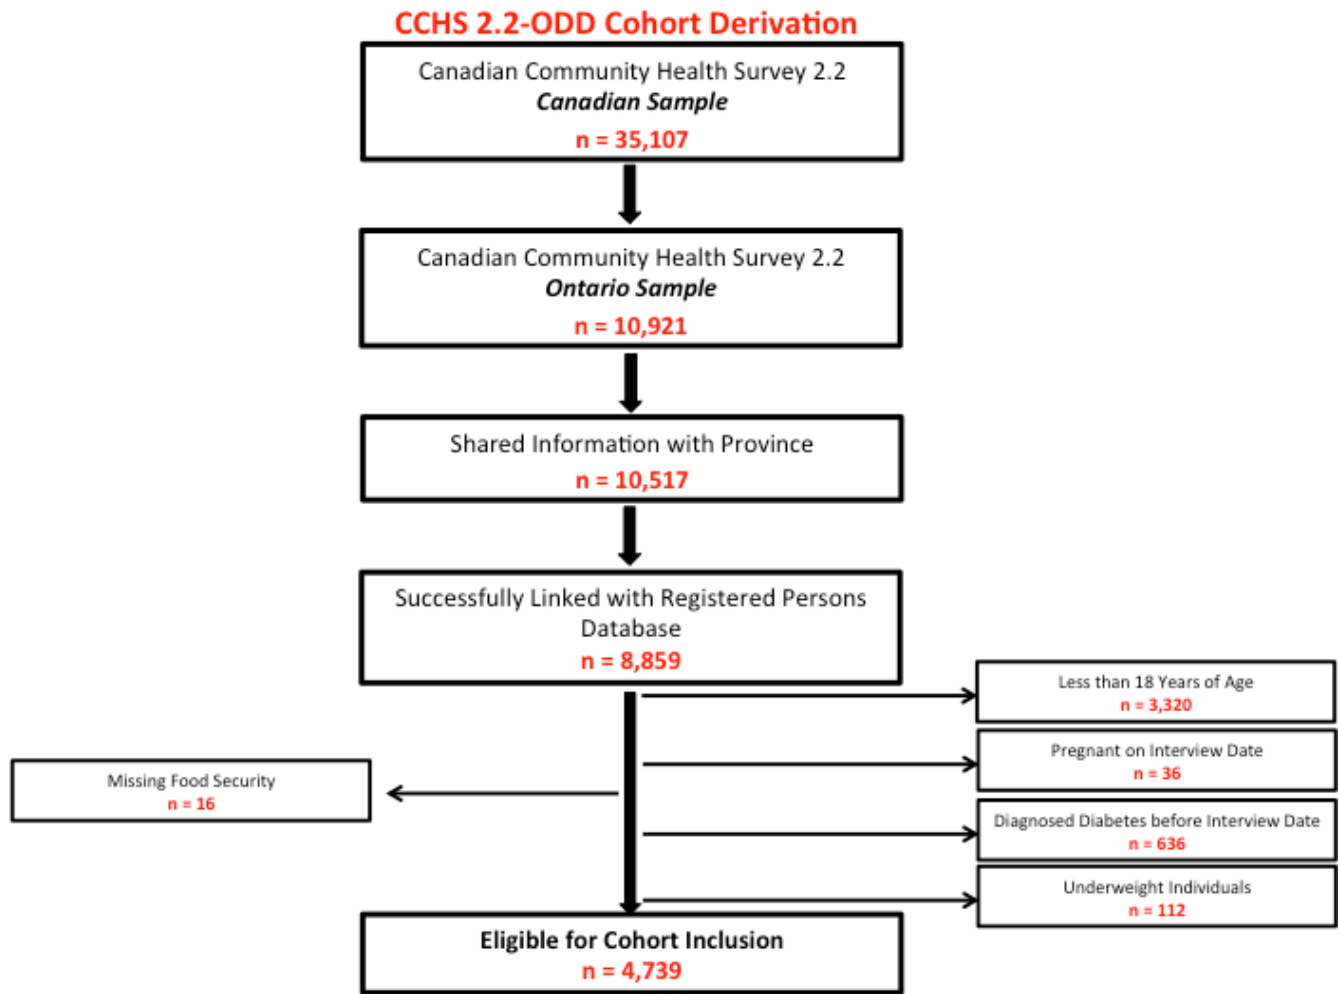 CCHS 2.2-ODD Cohort Derivation
Canadian Community Health Survey 2.2
Canadian Sample
n = 35,107
Canadian Community Health Survey 2.2
Ontario Sample
n = 10,921
Shared Information with Province
n = 10,517
Successfully Linked with Registered Persons
Database
n = 8,859
Less than 18 Years of Age
n = 3,320
Pregnant on Interview Date
n = 36
Missing Food Security
n = 16
Diagnosed Diabetes before Interview Date
n = 636
Underweight Individuals
n = 112
Eligible for Cohort Inclusion
n = 4,739